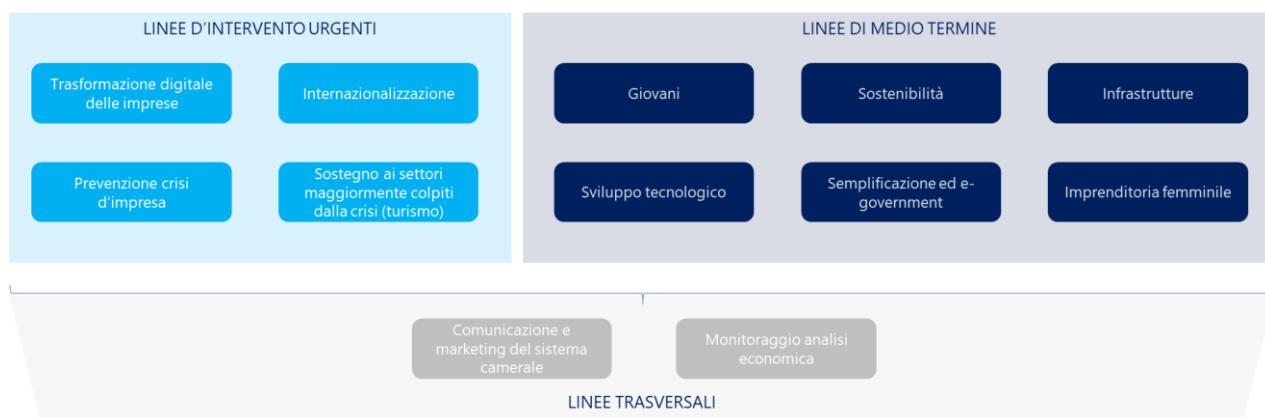 LINEE D'INTERVENTO URGENTI
Trasformazione digitale
delle imprese
Internazionalizzazione
Prevenzione crisi
d'impresa
Sostegno ai settori
maggiormente colpiti
dalla crisi (turismo)
LINEE DI MEDIO TERMINE
Giovani
Sostenibilità
Infrastrutture
Sviluppo tecnologico
Semplificazione ed e-
government
Imprenditoria femminile
Comunicazione e
marketing del sistema
camerale
Monitoraggio analisi
economica
LINEE TRASVERSALI